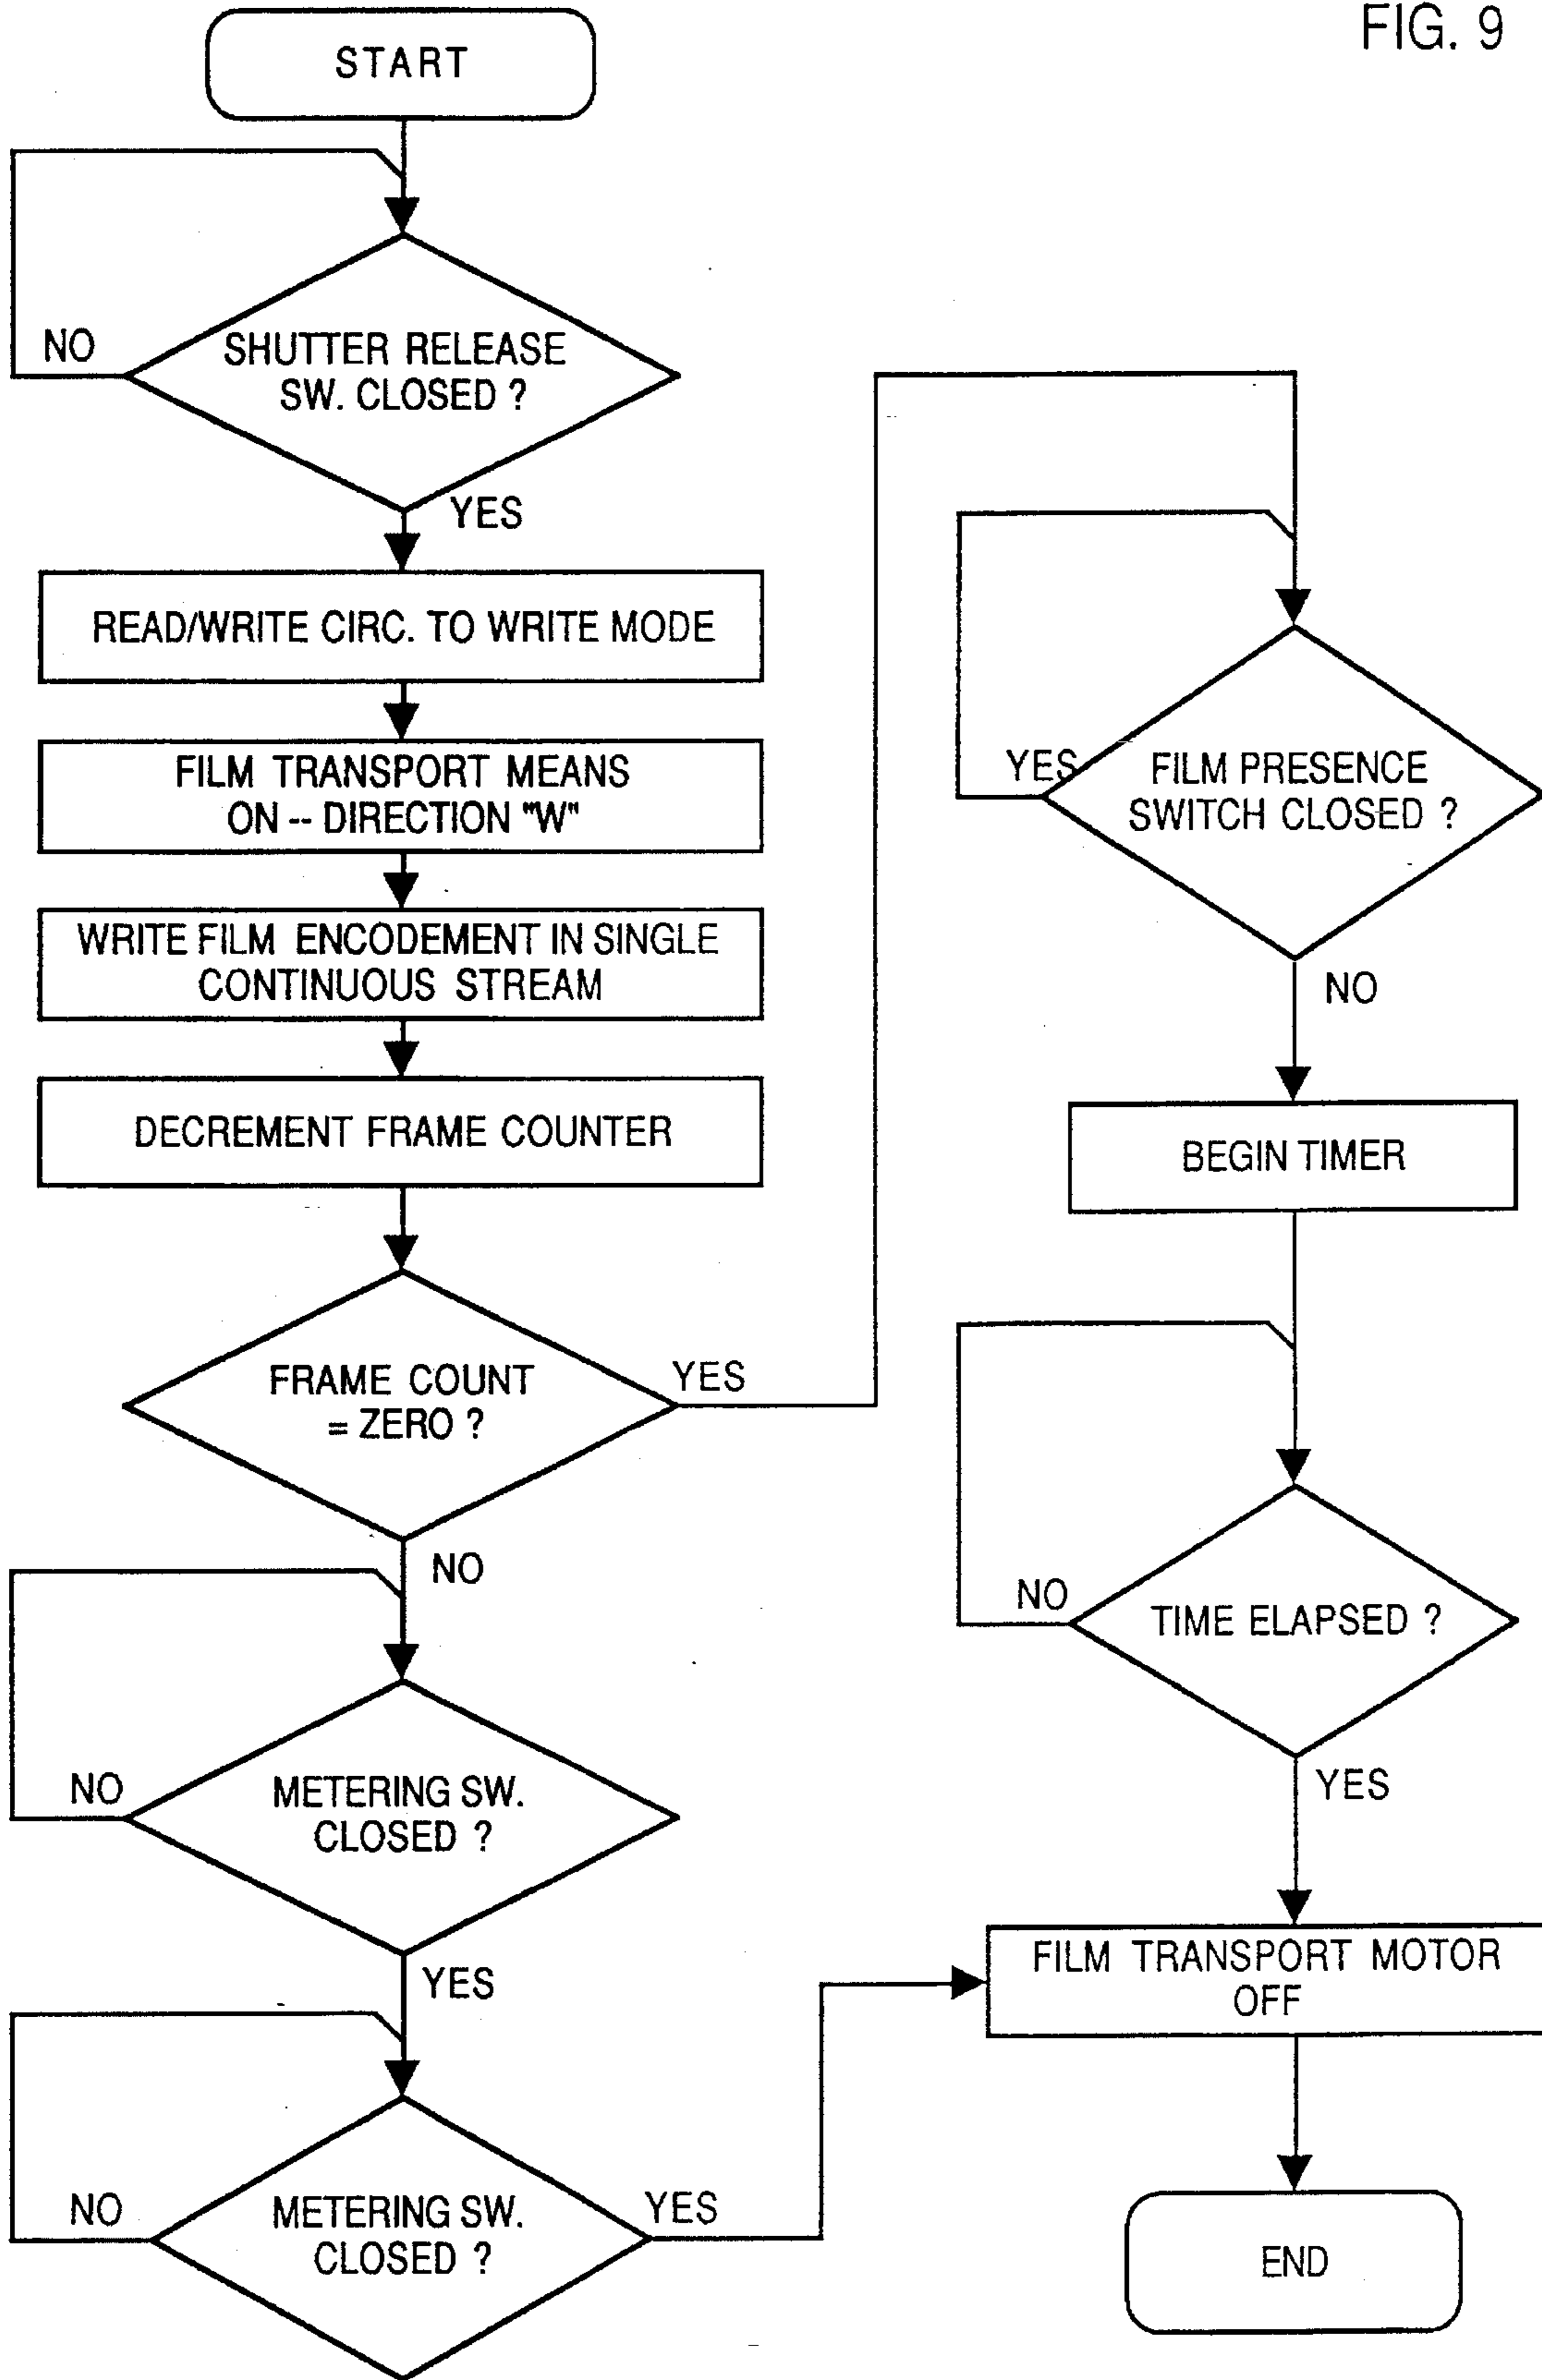 FIG. 9
START
SHUTTER RELEASE
SW. CLOSED ?
NO
YES
READ/WRITE CIRC. TO WRITE MODE
FILM TRANSPORT MEANS
ON -- DIRECTION "W"
WRITE FILM ENCODEMENT IN SINGLE
CONTINUOUS STREAM
DECREMENT FRAME COUNTER
FRAME COUNT
= ZERO ?
YES
NO
METERING SW.
CLOSED ?
NO
YES
METERING SW.
CLOSED ?
NO
YES
FILM PRESENCE
SWITCH CLOSED ?
YES
NO
BEGIN TIMER
TIME ELAPSED ?
NO
YES
FILM TRANSPORT MOTOR
OFF
END